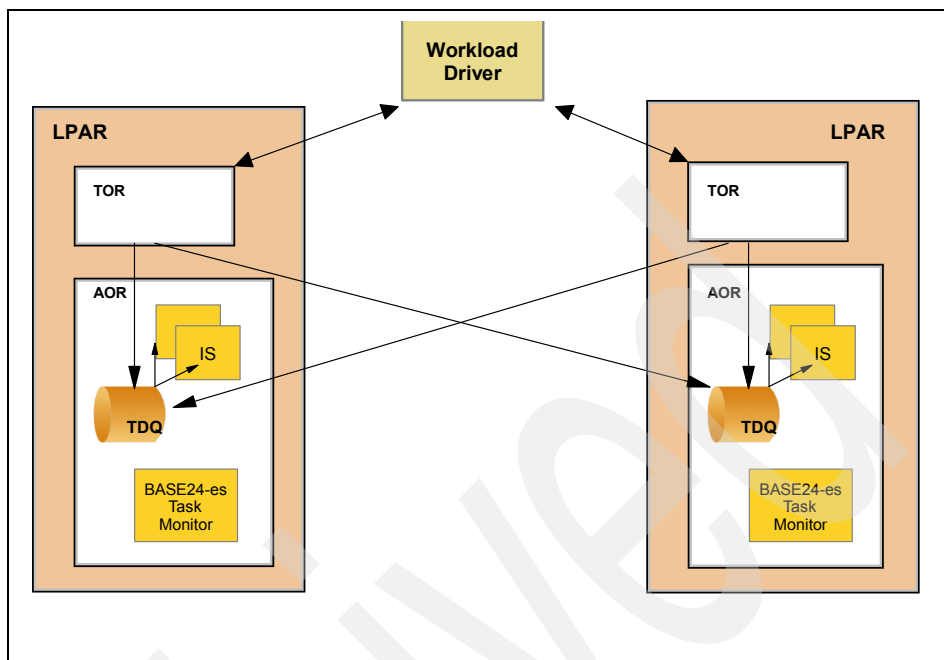 Workload
Driver
LPAR
TOR
AOR
IS
TDQ
BASE24-es
Task
Monitor
LPAR
TOR
AOR
IS
TDQ
BASE24-es
Task
Monitor